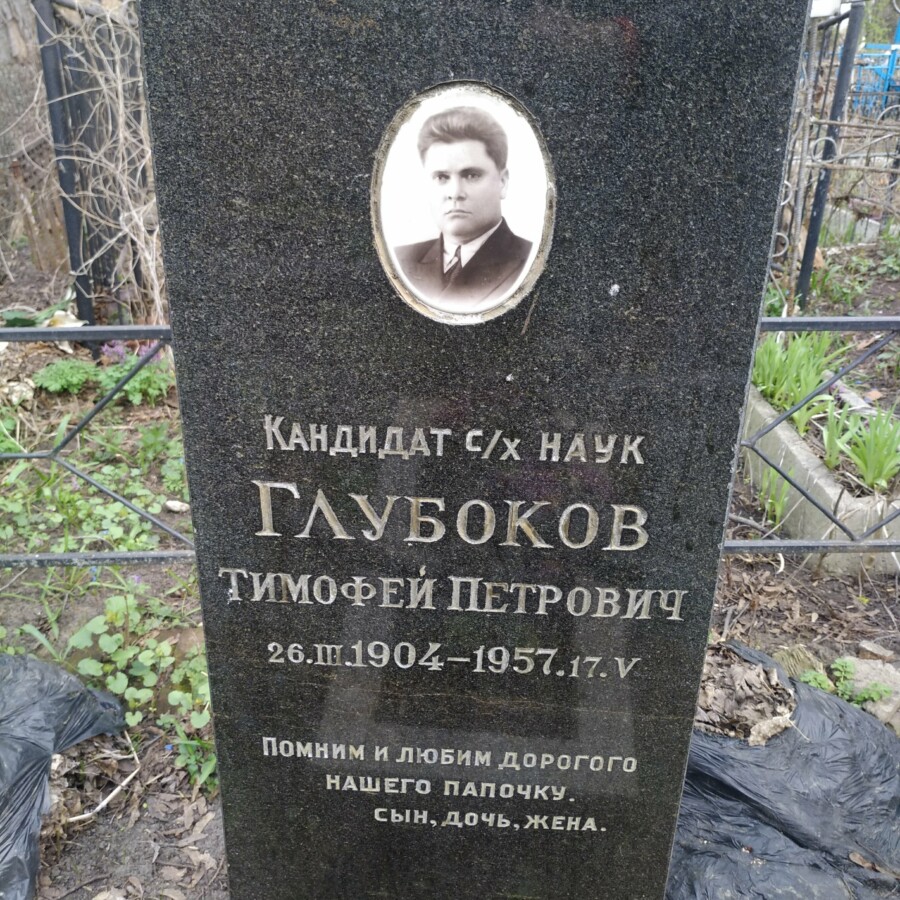 Кандидат с/х наук
Глубоков
Тимофей Петрович
26.III.1904–1957.17.V
Помним и любим дорогого
нашего папочку.
сын, дочь, жена.